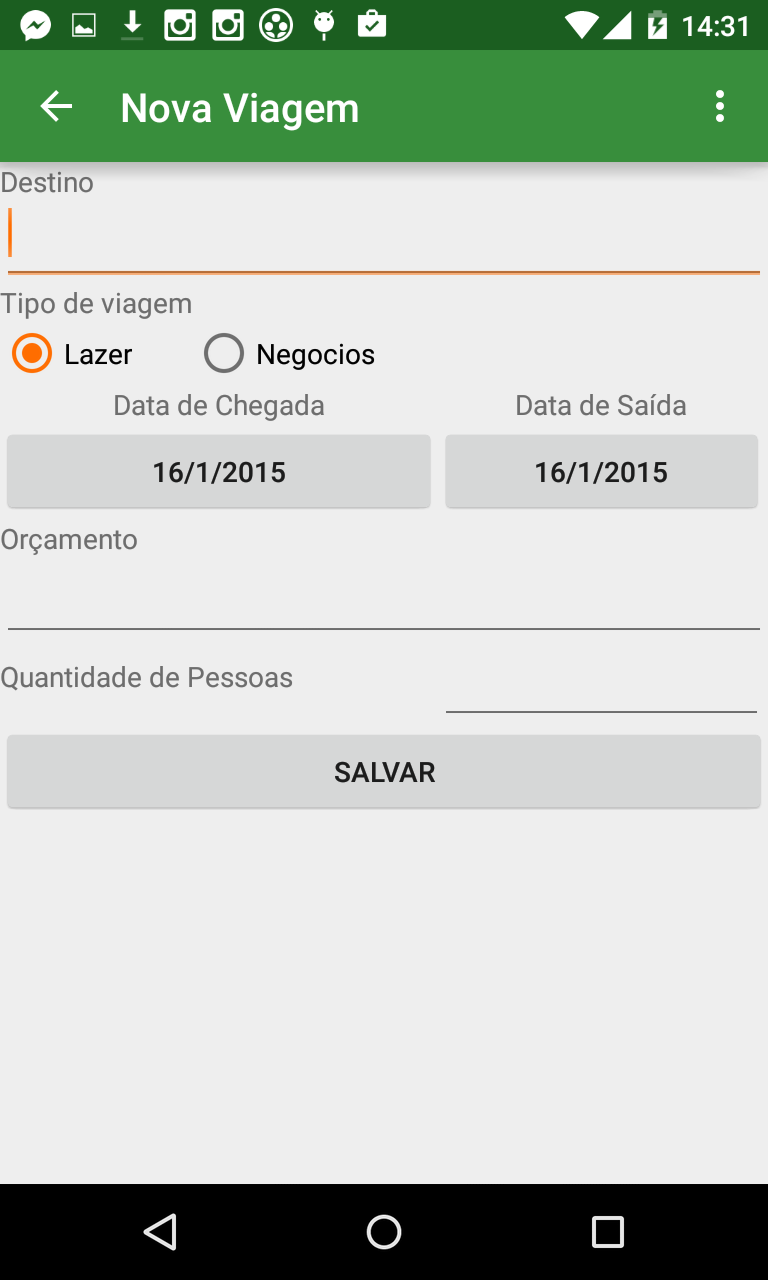 14:31
Nova Viagem
Destino
Tipo de viagem
Lazer Negocios
Data de Chegada Data de Saída
16/1/2015 16/1/2015
Orçamento
Quantidade de Pessoas
SALVAR